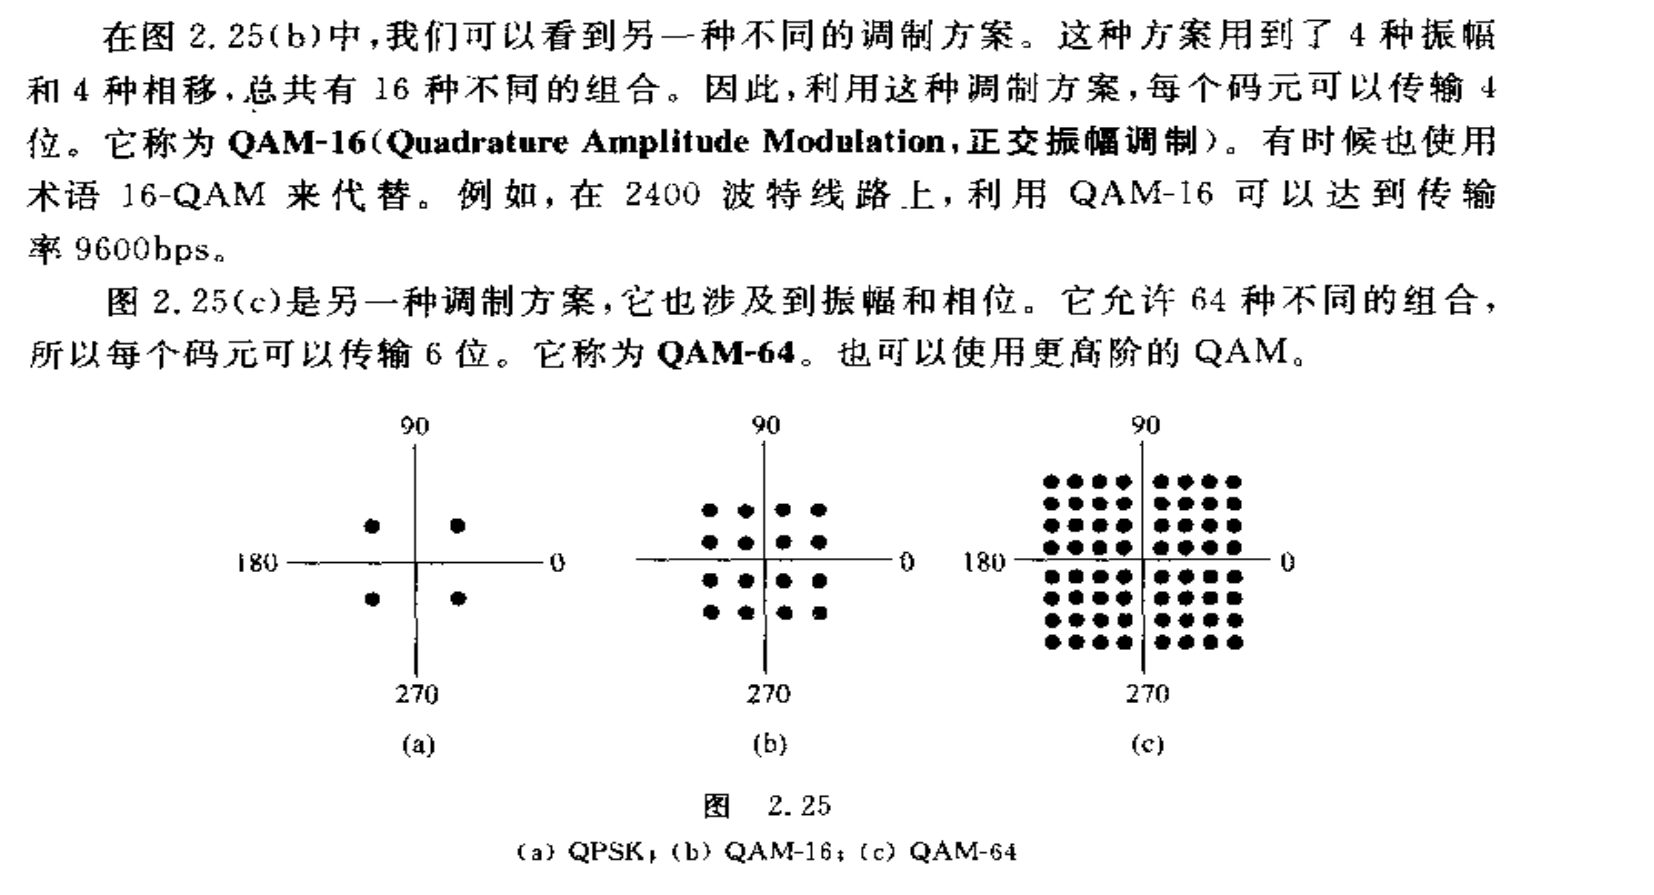 在图 2.25(b)中,我们可以看到另一种不同的调制方案。这种方案用到了 4 种振幅
和 4 种相移,总共有 16 种不同的组合。因此,利用这种调制方案,每个码元可以传输 4
位。它称为 QAM-16(Quadrature Amplitude Modulation,正交振幅调制)。有时候也使用
术语 16-QAM 来代替。例如,在 2400 波特线路上,利用 QAM-16 可以达到传输
率 9600bps。
图 2.25(c)是另一种调制方案,它也涉及到振幅和相位。它允许 64 种不同的组合,
所以每个码元可以传输 6 位。它称为 QAM-64。也可以使用更高阶的 QAM。
90 90 90
180 0 0 180 0
270 270 270
(a) (b) (c)
图 2.25
(a) QPSK; (b) QAM-16; (c) QAM-64